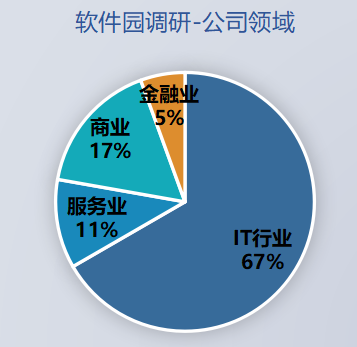 软件园调研-公司领域
金融业
5%
商业
17%
服务业
11%
IT行业
67%